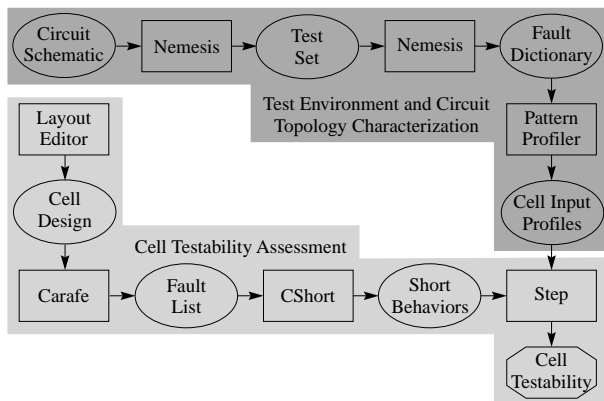 Circuit
Schematic
Nemesis
Test
Set
Nemesis
Fault
Dictionary
Test Environment and Circuit
Topology Characterization
Pattern
Profiler
Layout
Editor
Cell
Design
Cell Input
Profiles
Cell Testability Assessment
Carafe
Fault
List
CShort
Short
Behaviors
Step
Cell
Testability